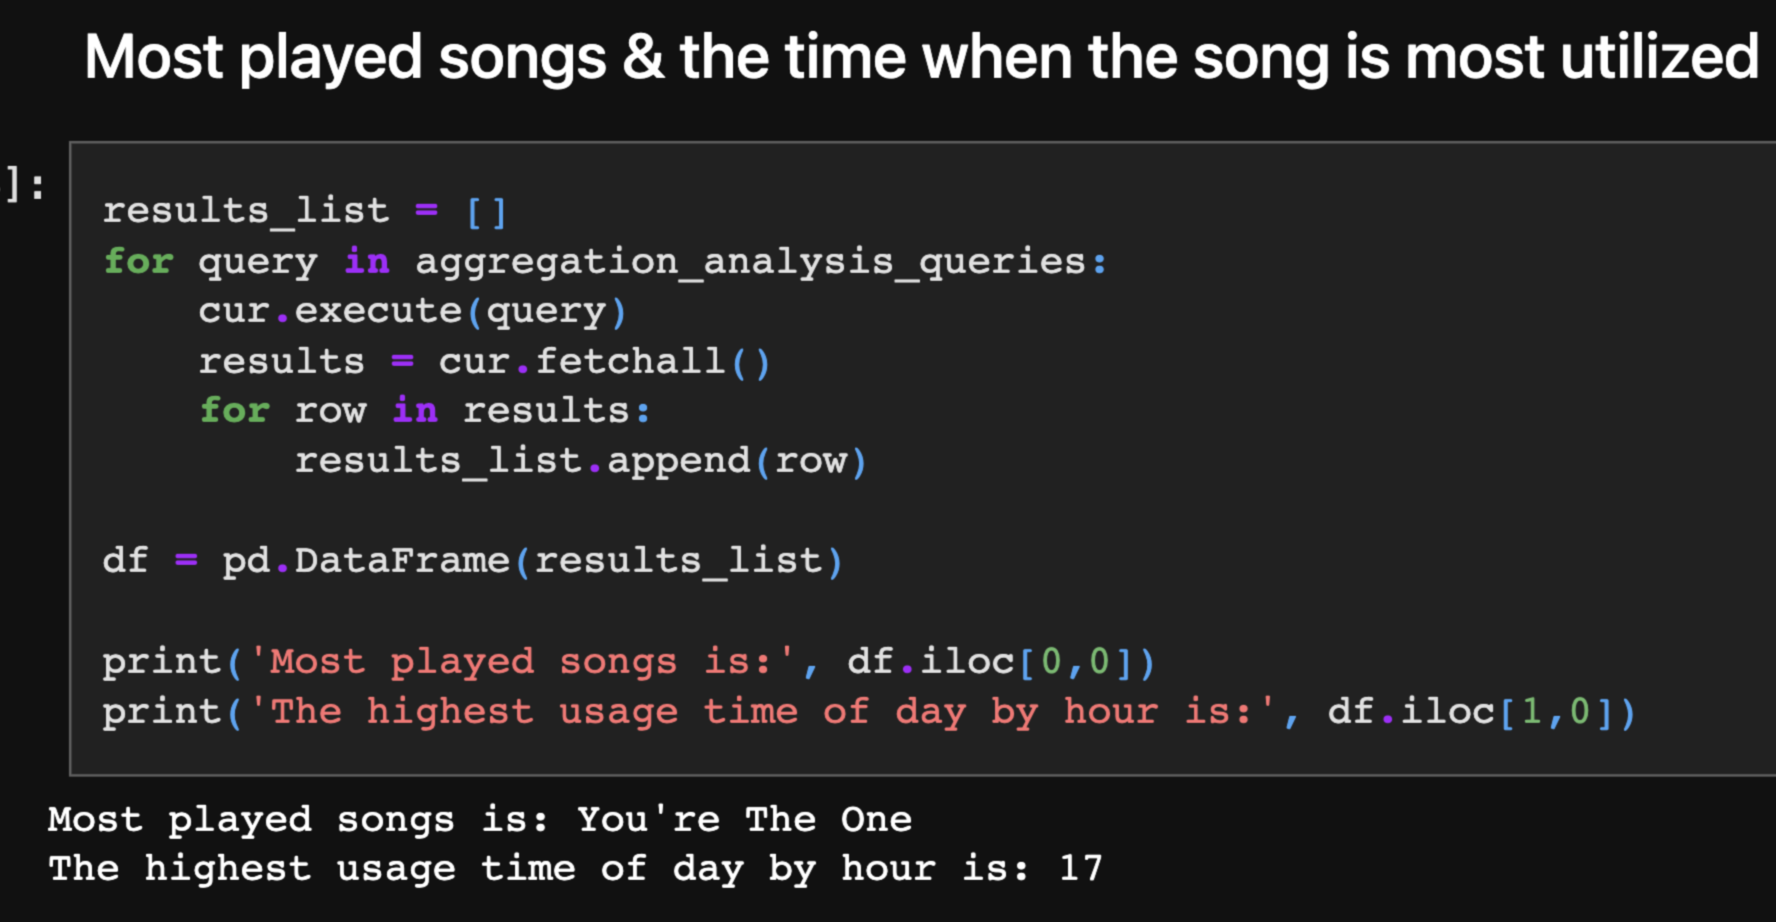 Most played songs & the time when the song is most utilized
]:
results_list = []
for query in aggregation_analysis_queries:
    cur.execute(query)
    results = cur.fetchall()
    for row in results:
        results_list.append(row)
df = pd.DataFrame(results_list)
print('Most played songs is:', df.iloc[0,0])
print('The highest usage time of day by hour is:', df.iloc[1,0])
Most played songs is: You're The One
The highest usage time of day by hour is: 17